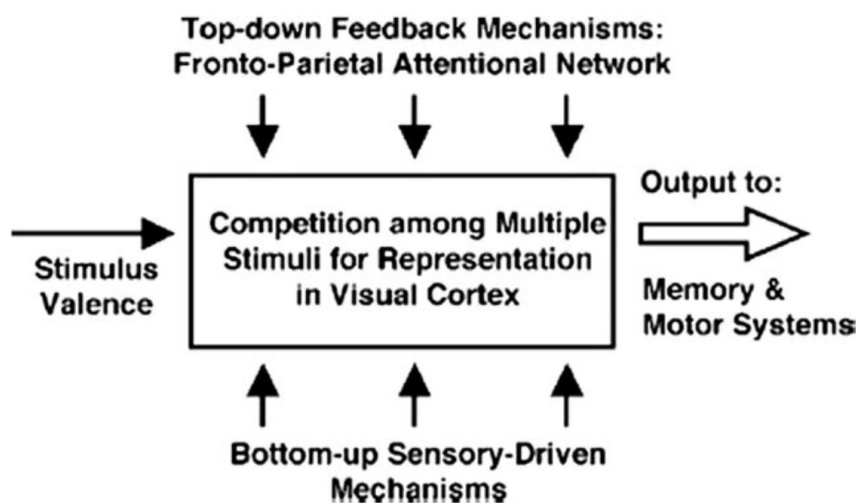 Top-down Feedback Mechanisms:
Fronto-Parietal Attentional Network
Output to:
Competition among Multiple
Stimuli for Representation
in Visual Cortex
Stimulus
Valence
Memory &
Motor Systems
Bottom-up Sensory-Driven
Mechanisms